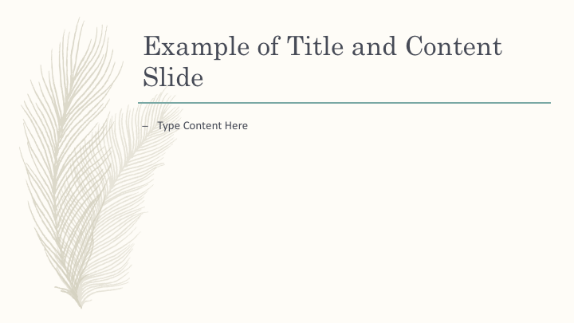 Example of Title and Content
Slide
– Type Content Here